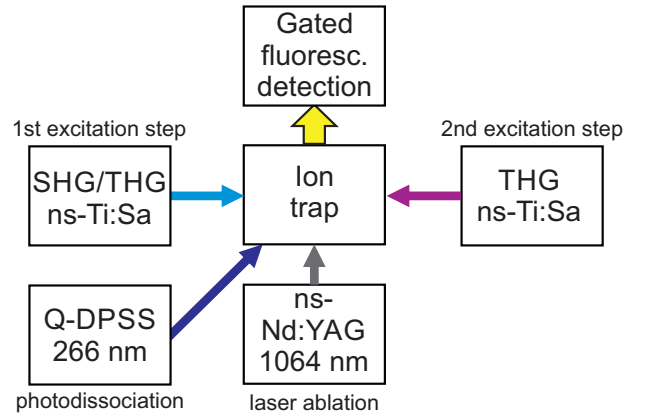 Gated
fluoresc.
detection
1st excitation step
2nd excitation step
SHG/THG
ns-Ti:Sa
Ion
trap
THG
ns-Ti:Sa
Q-DPSS
266 nm
ns-
Nd:YAG
1064 nm
photodissociation
laser ablation